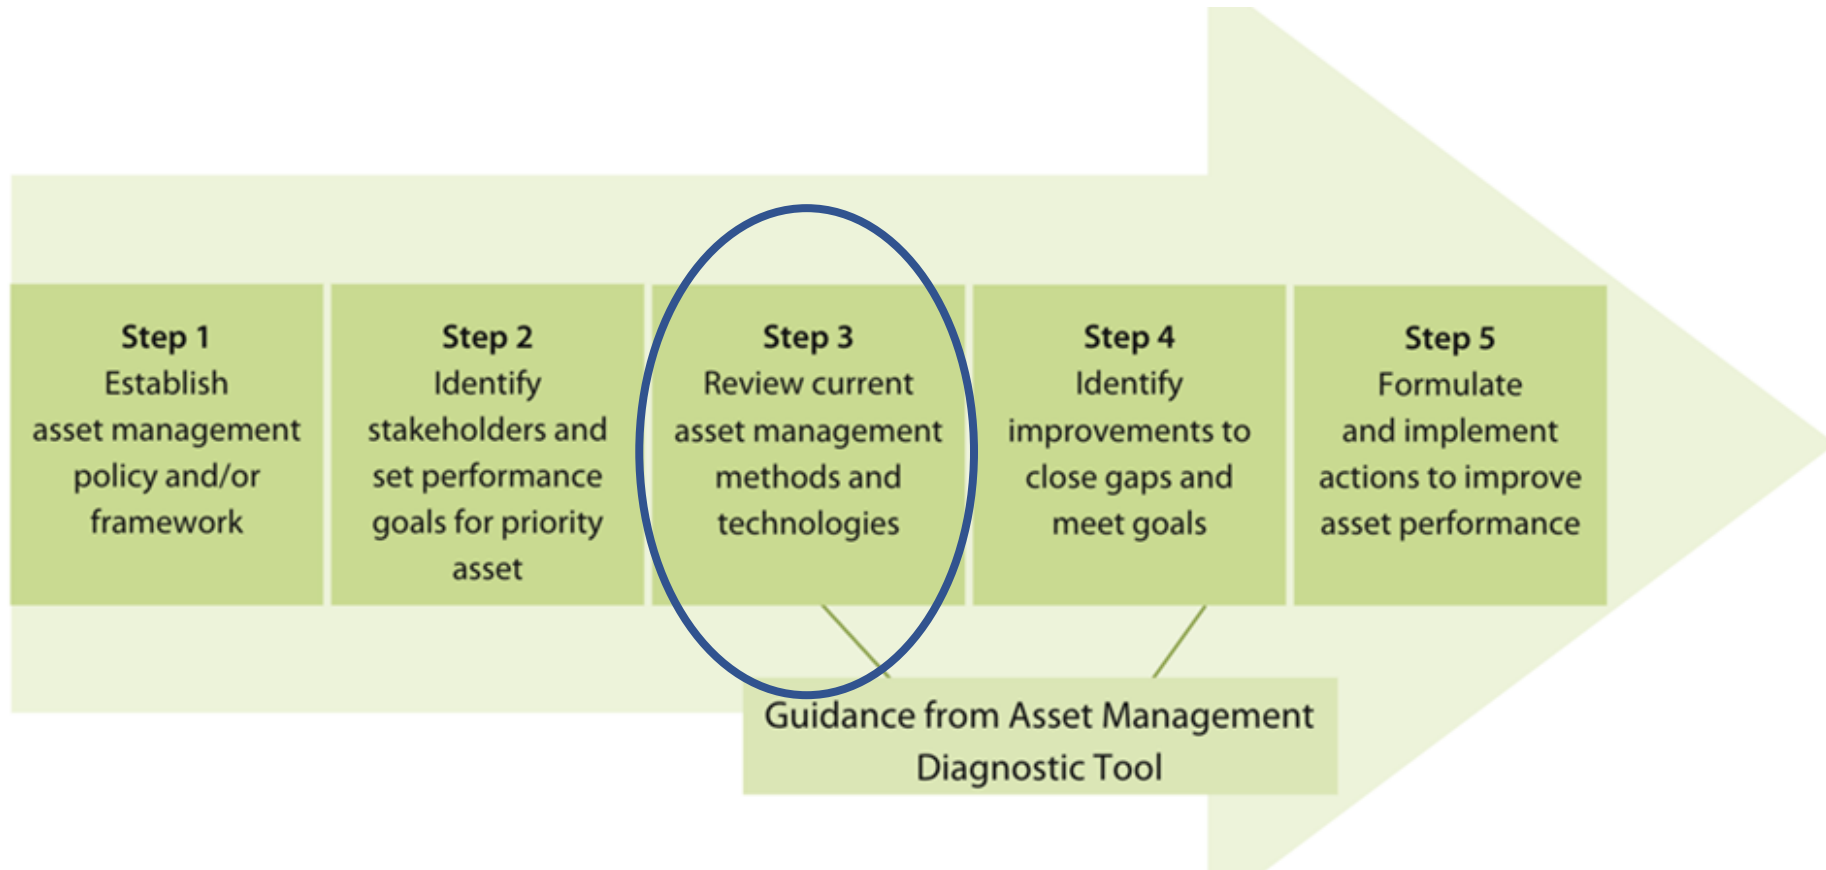 Step 1
Establish
asset management
policy and/or
framework
Step 2
Identify
stakeholders and
set performance
goals for priority
asset
Step 3
Review current
asset management
methods and
technologies
Step 4
Identify
improvements to
close gaps and
meet goals
Step 5
Formulate
and implement
actions to improve
asset performance
Guidance from Asset Management
Diagnostic Tool